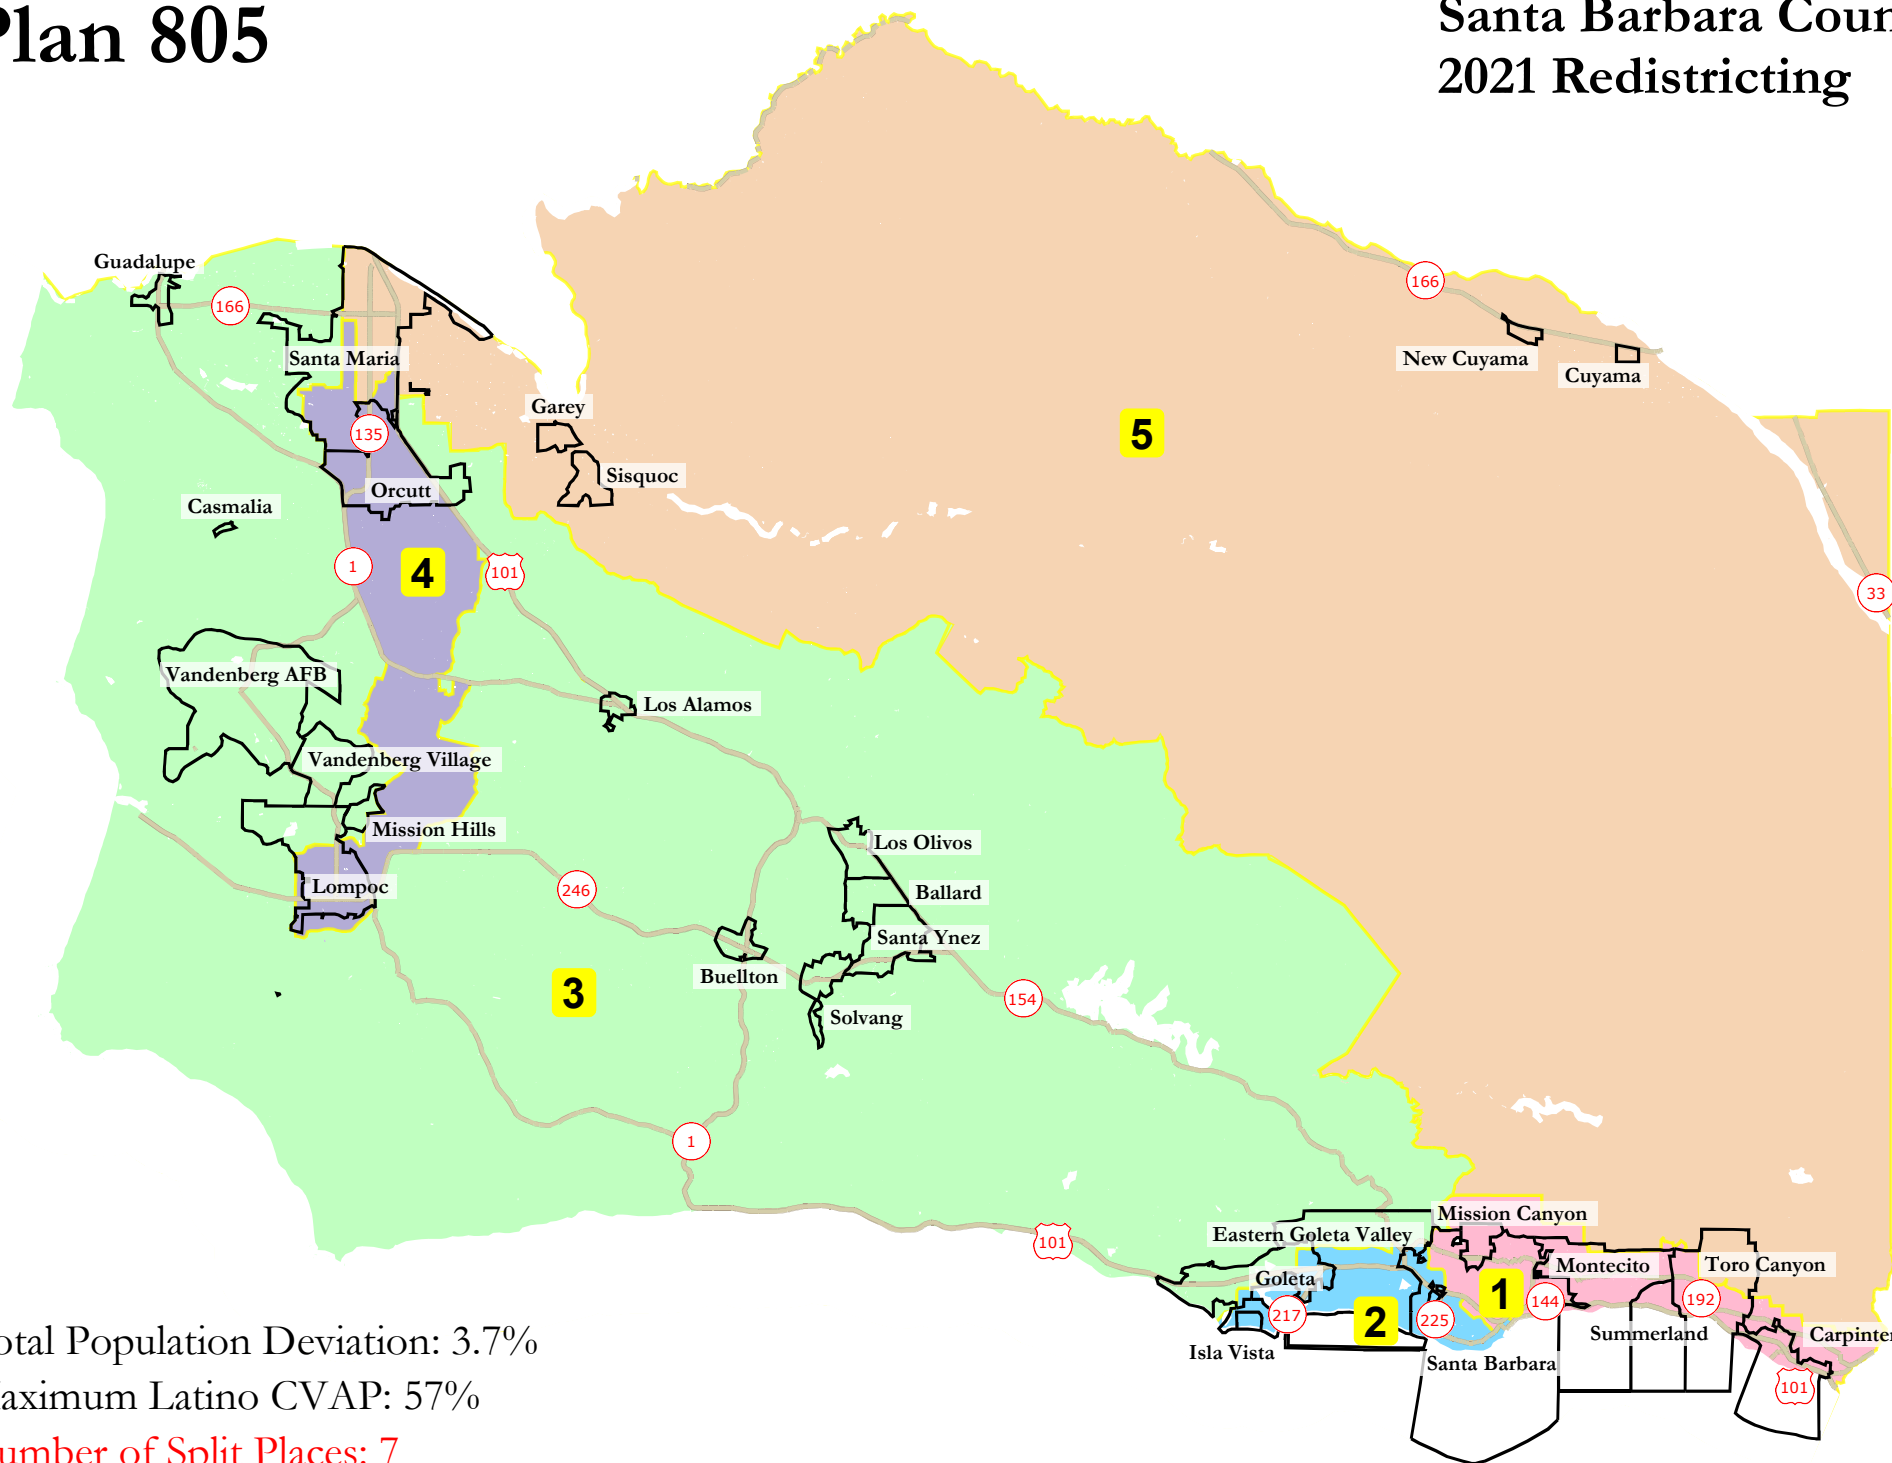 Plan 805
Santa Barbara Coun
2021 Redistricting
Guadalupe
166
Santa Maria
135
Orcutt
Casmalia
1
4
101
Garey
Sisquoc
5
166
New Cuyama
Cuyama
33
Vandenberg AFB
Los Alamos
Vandenberg Village
Mission Hills
Lompoc
246
Los Olivos
Ballard
Santa Ynez
Buellton
Solvang
3
154
1
101
Mission Canyon
Eastern Goleta Valley
Goleta
Montecito
Toro Canyon
1
144
192
217
2
225
Summerland
Carpinter
Isla Vista
Santa Barbara
101
otal Population Deviation: 3.7%
aximum Latino CVAP: 57%
umber of Split Places: 7